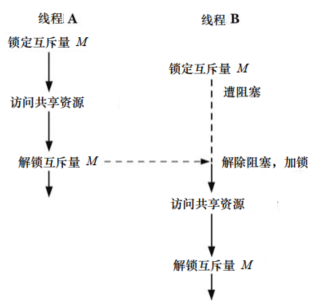 线程 A
线程 B
锁定互斥量 M
锁定互斥量 M
遭阻塞
访问共享资源
解锁互斥量 M
解除阻塞，加锁
访问共享资源
解锁互斥量 M